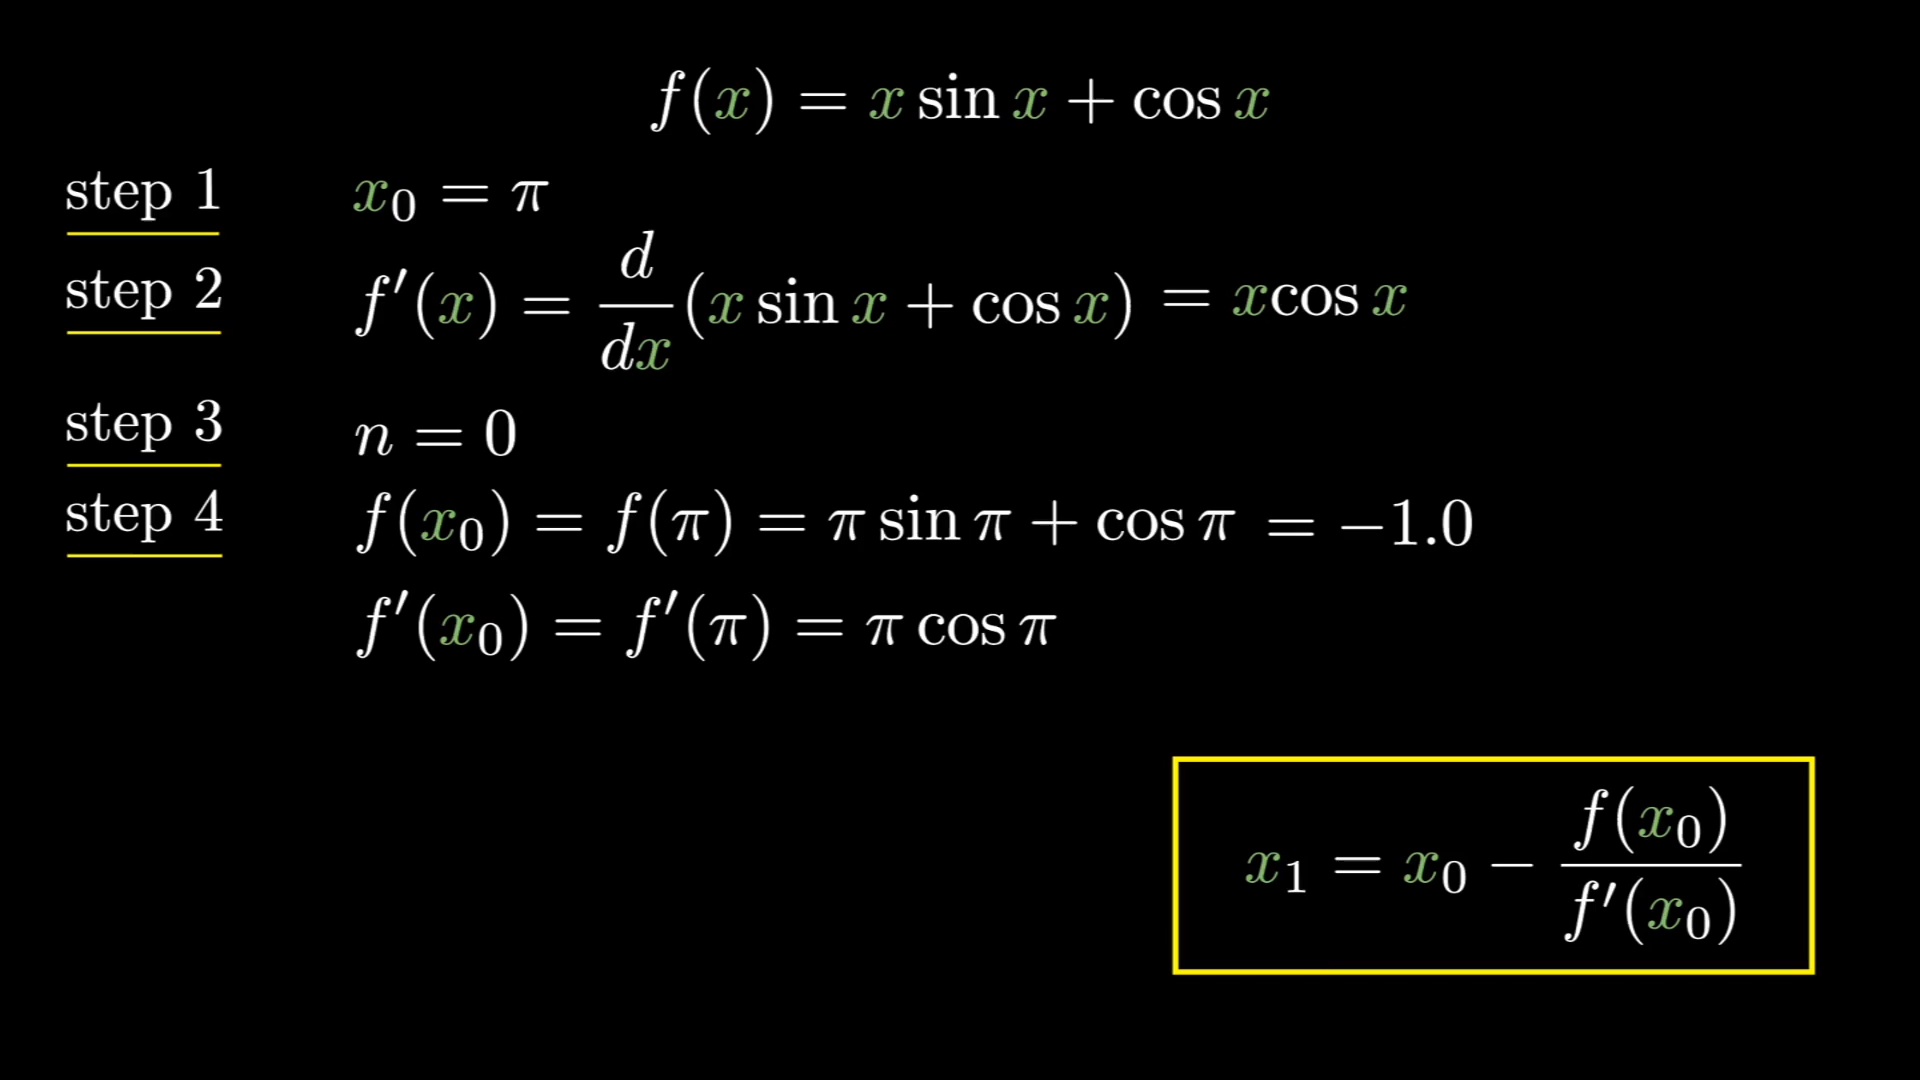 f(x) = x sin x + cos x
step 1 x₀ = π
step 2 f′(x) = d/dx (x sin x + cos x) = xcos x
step 3 n = 0
step 4 f(x₀) = f(π) = π sin π + cos π = −1.0
f′(x₀) = f′(π) = π cos π
x₁ = x₀ − f(x₀)/f′(x₀)